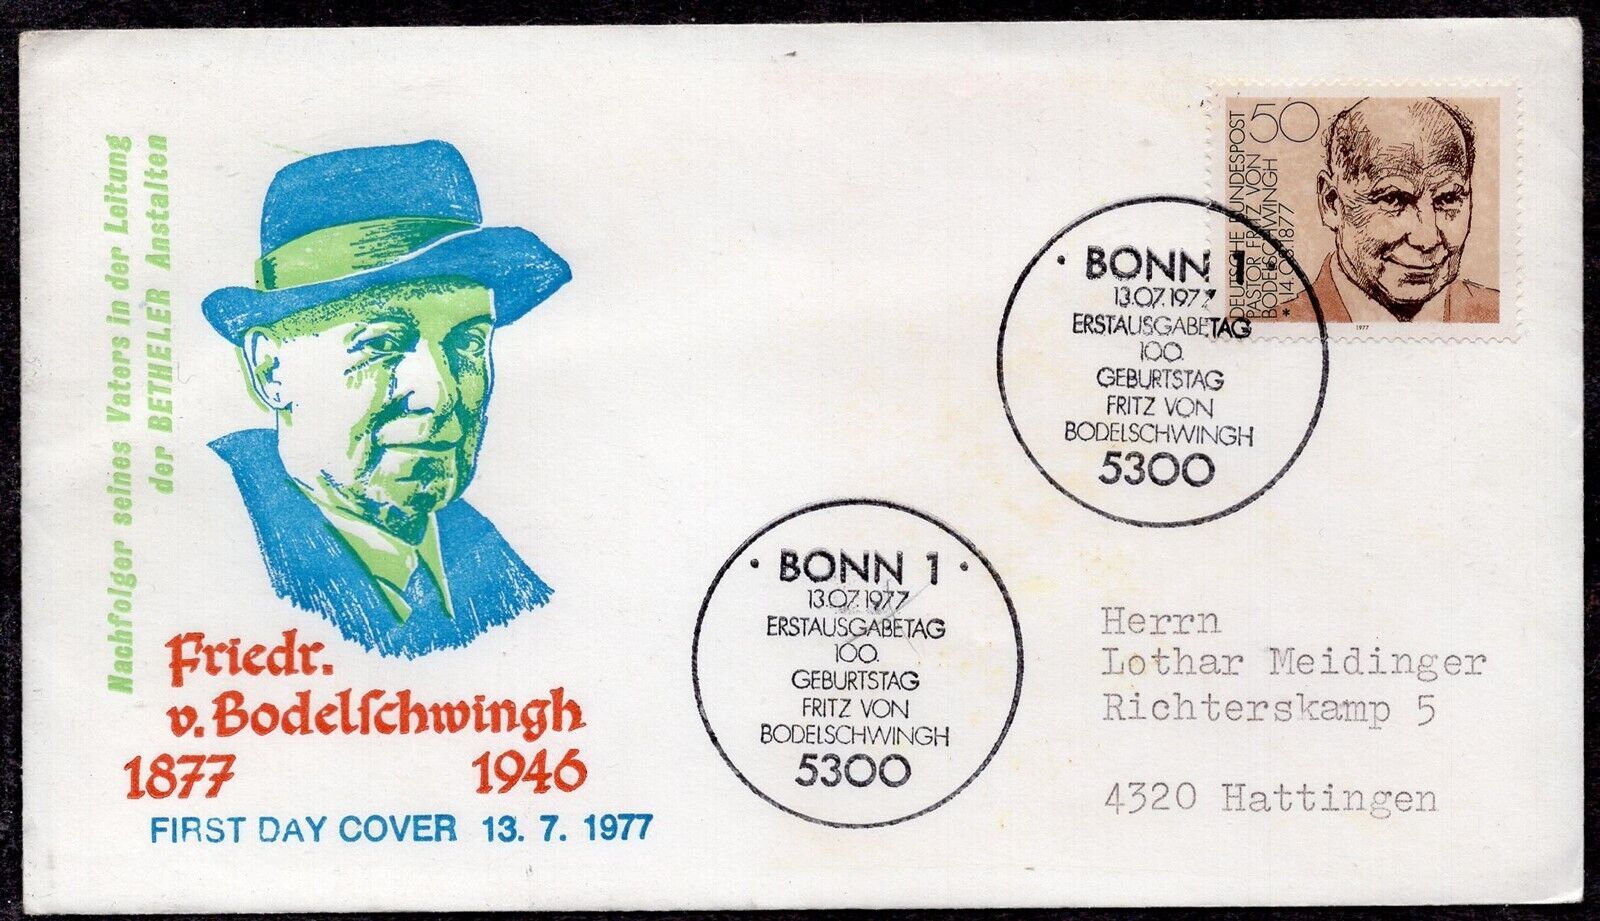 Nachfolger seines Vaters in der Leitung
der BETHELER Anstalten
Friedr.
v. Bodelſchwingh
1877 1946
FIRST DAY COVER 13. 7. 1977
50
DEUTSCHE BUNDESPOST
PASTOR FRITZ VON
BODELSCHWINGH
* 14.08.1877
1977
· BONN 1 ·
13.07.1977
ERSTAUSGABETAG
100.
GEBURTSTAG
FRITZ VON
BODELSCHWINGH
5300
· BONN 1 ·
13.07.1977
ERSTAUSGABETAG
100.
GEBURTSTAG
FRITZ VON
BODELSCHWINGH
5300
Herrn
Lothar Meidinger
Richterskamp 5
4320 Hattingen